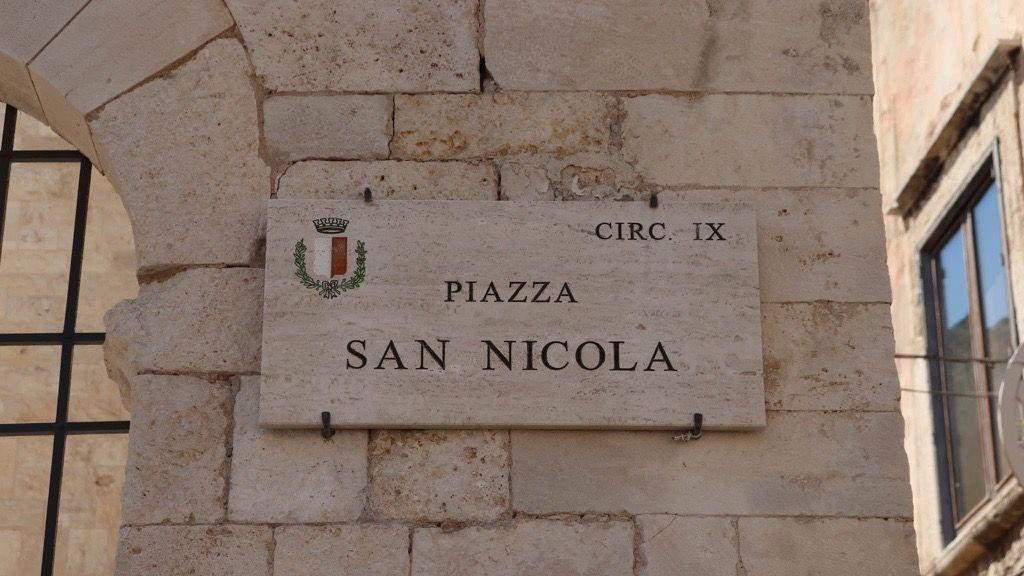 CIRC. IX
PIAZZA
SAN NICOLA